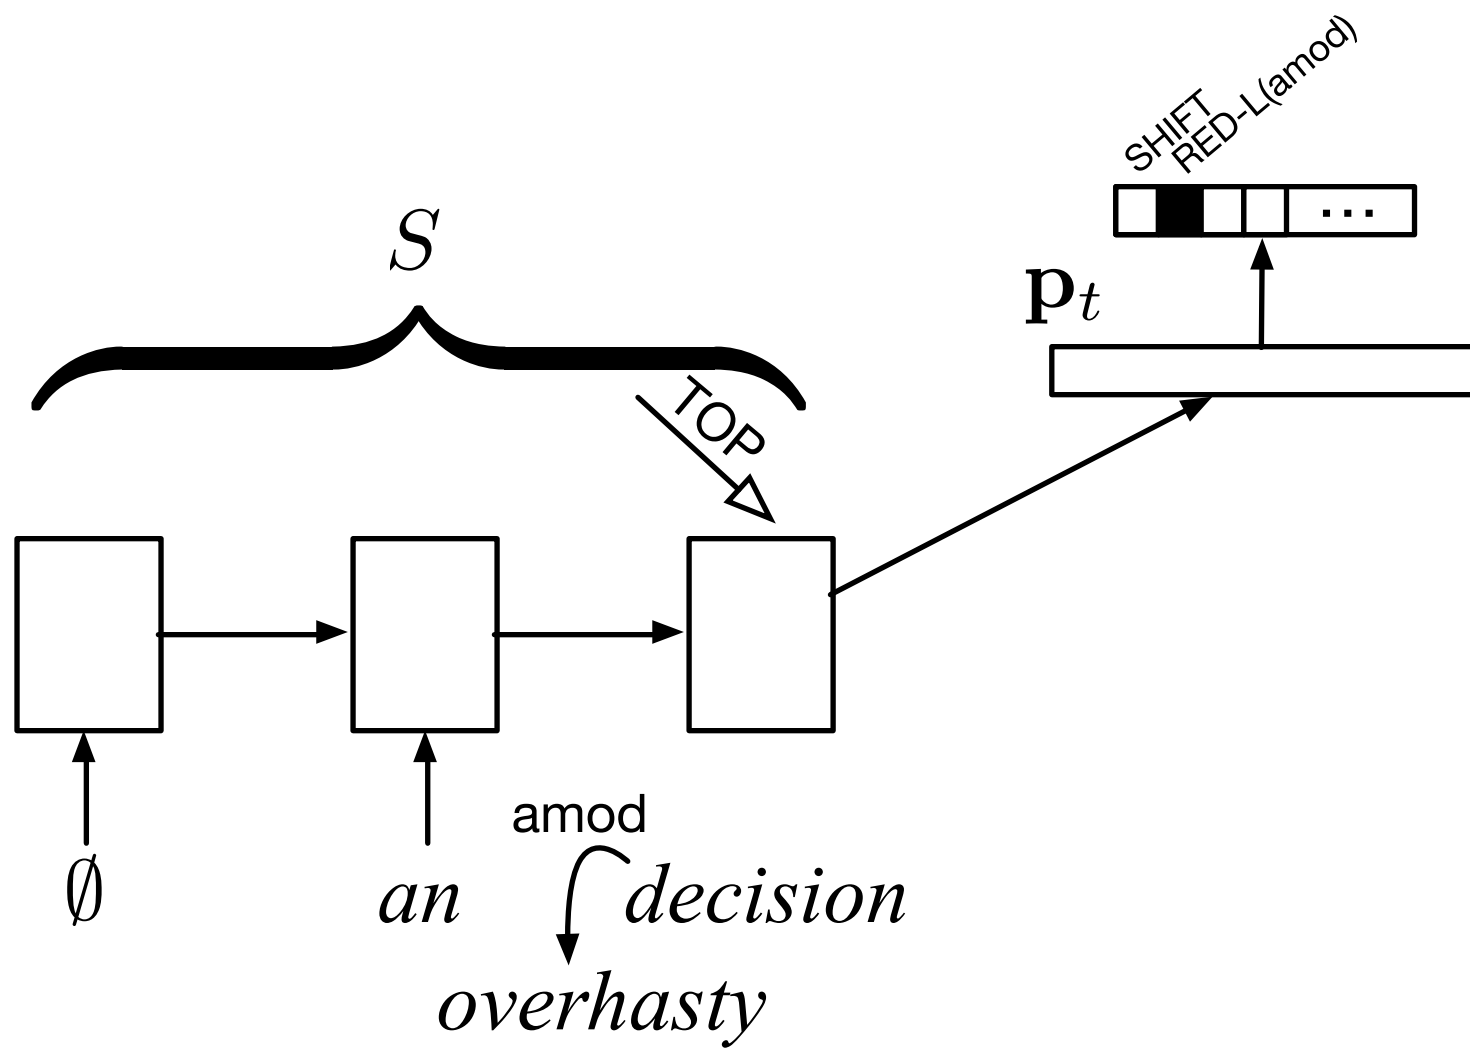 SHIFT
RED-L(amod)
S
p_t
TOP
...
amod
∅ an decision
overhasty